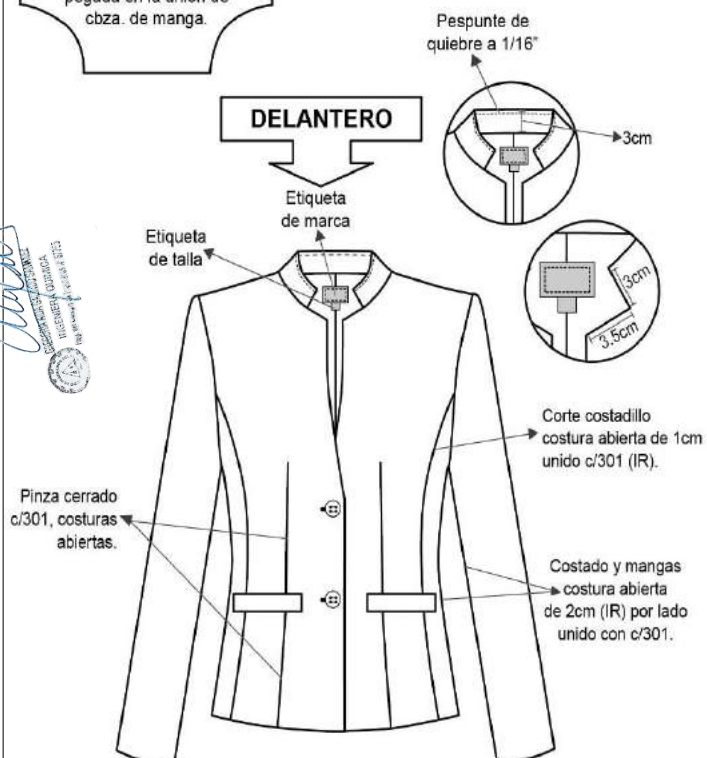 pegada en la unión de
cbza. de manga.
Pespunte de
quiebre a 1/16"
DELANTERO
3cm
Etiqueta
de marca
Etiqueta
de talla
3cm
3.5cm
INGENIERA QUIMICA
Corte costadillo
costura abierta de 1cm
unido c/301 (IR).
Pinza cerrado
c/301, costuras
abiertas.
Costado y mangas
costura abierta
de 2cm (IR) por lado
unido con c/301.